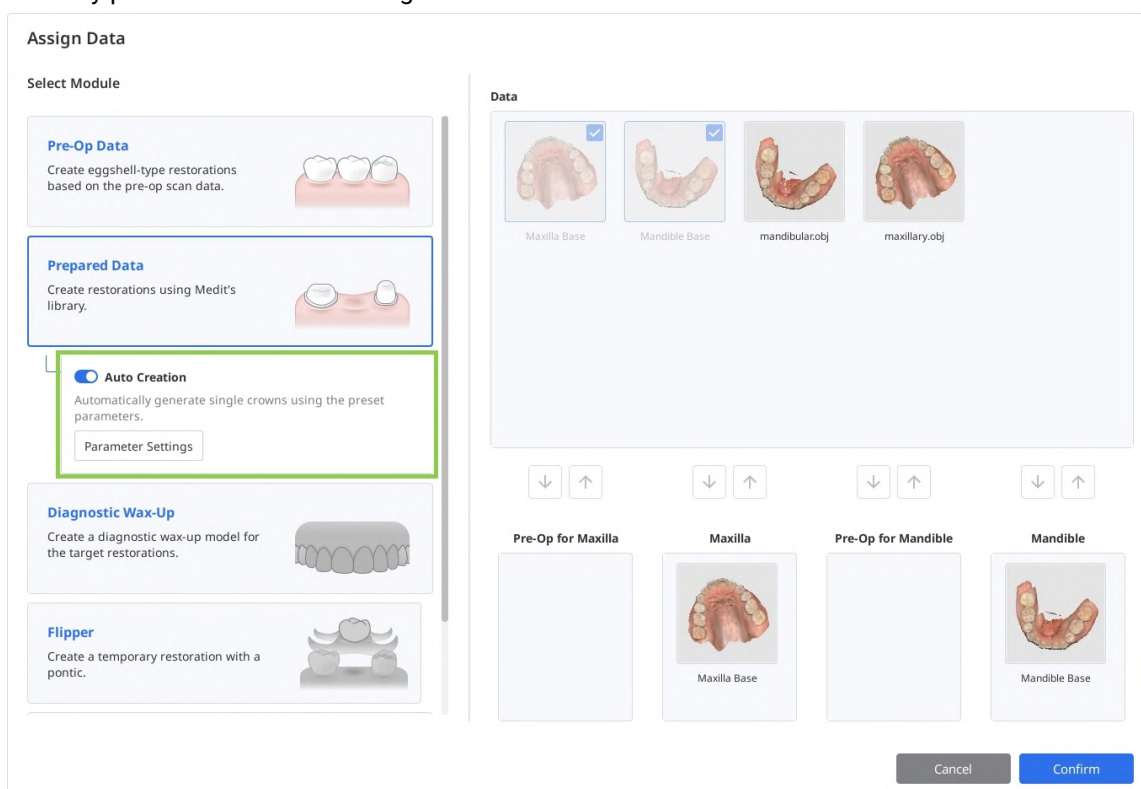 Assign Data
Select Module
Pre-Op Data
Create eggshell-type restorations
based on the pre-op scan data.
Prepared Data
Create restorations using Medit's
library.
Auto Creation
Automatically generate single crowns using the preset
parameters.
Parameter Settings
Diagnostic Wax-Up
Create a diagnostic wax-up model for
the target restorations.
Flipper
Create a temporary restoration with a
pontic.
Data
Maxilla Base
Mandible Base
mandibular.obj
maxillary.obj
Pre-Op for Maxilla
Maxilla
Pre-Op for Mandible
Mandible
Maxilla Base
Mandible Base
Cancel
Confirm